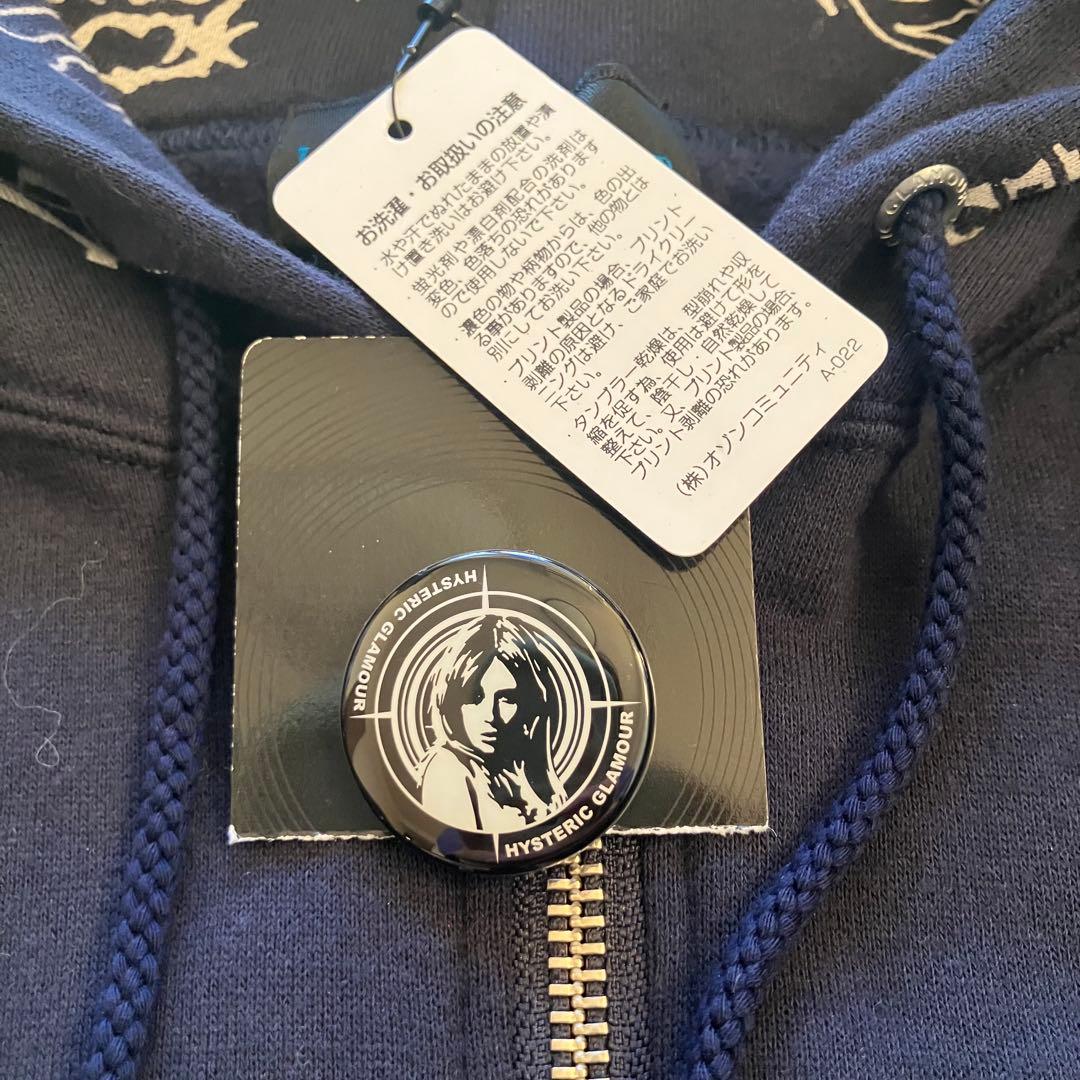 お洗濯・お取扱いの注意
水や汗でぬれたままの放置や漬
け置き洗いはお避け下さい。
蛍光剤や漂白剤配合の洗剤は
変色、色落ちの恐れがあります
ので使用しないで下さい。
濃色の物や柄物からは、色の出
る事がありますので、他の物とは
別にしてお洗い下さい。
プリント製品の場合、プリント
剥離の原因となるドライクリー
ニングは避け、ご家庭でお洗い
下さい。
タンブラー乾燥は、型崩れや収
縮を促す為、使用は避けて形を
整えて、陰干し・自然乾燥して
下さい。又、プリント製品の場合、
プリント剥離の恐れがあります。
(株)オゾンコミュニティ
A-022
GLAMOUR
HYSTERIC GLAMOUR
HYSTERIC GLAMOUR